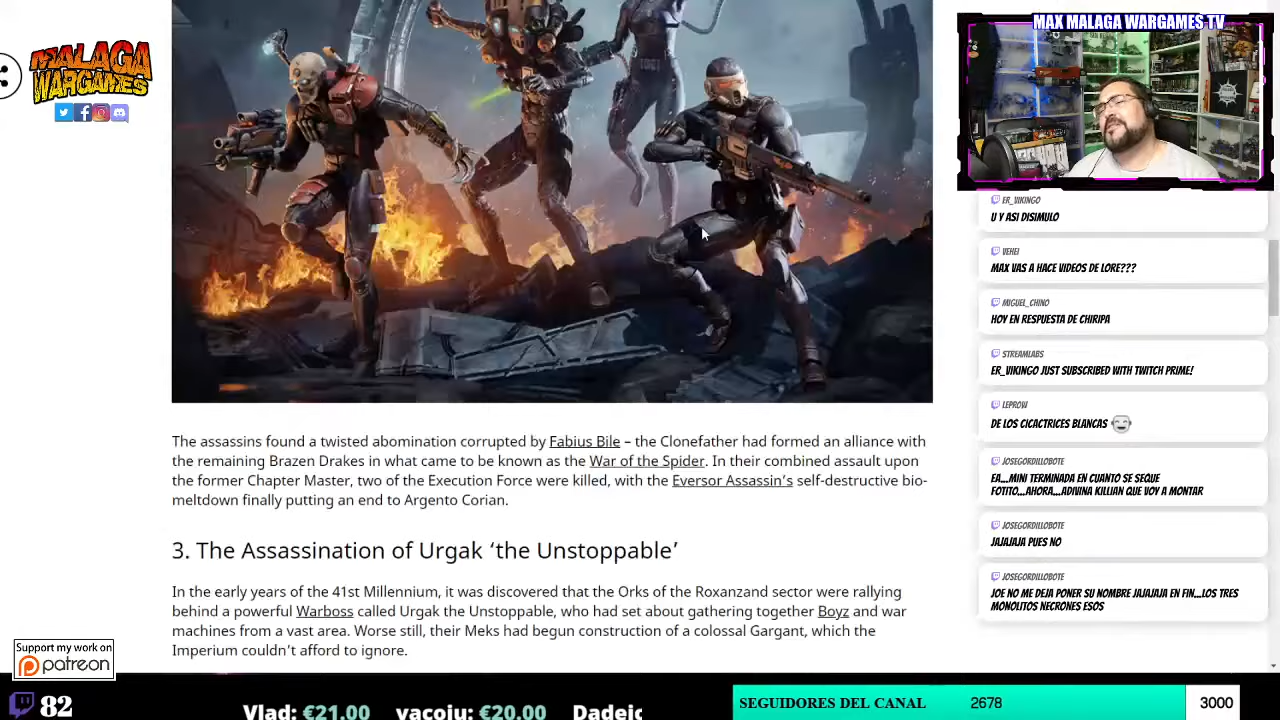 MALAGA
WARGAMES
MAX MALAGA WARGAMES TV
ER_VIKINGO
U Y ASI DISIMULO
VEHEI
MAX VAS A HACE VIDEOS DE LORE???
MIGUEL_CHINO
HOY EN RESPUESTA DE CHIRIPA
STREAMLABS
ER_VIKINGO JUST SUBSCRIBED WITH TWITCH PRIME!
LEPROW
DE LOS CICACTRICES BLANCAS
JOSEGORDILLOBOTE
EA...MINI TERMINADA EN CUANTO SE SEQUE
FOTITO...AHORA...ADIVINA KILLIAN QUE VOY A MONTAR
JOSEGORDILLOBOTE
JAJAJAJA PUES NO
JOSEGORDILLOBOTE
JOE NO ME DEJA PONER SU NOMBRE JAJAJAJA EN FIN...LOS TRES
MONOLITOS NECRONES ESOS
The assassins found a twisted abomination corrupted by Fabius Bile – the Clonefather had formed an alliance with
the remaining Brazen Drakes in what came to be known as the War of the Spider. In their combined assault upon
the former Chapter Master, two of the Execution Force were killed, with the Eversor Assassin's self-destructive bio-
meltdown finally putting an end to Argento Corian.
3. The Assassination of Urgak ‘the Unstoppable’
In the early years of the 41st Millennium, it was discovered that the Orks of the Roxanzand sector were rallying
behind a powerful Warboss called Urgak the Unstoppable, who had set about gathering together Boyz and war
machines from a vast area. Worse still, their Meks had begun construction of a colossal Gargant, which the
Imperium couldn't afford to ignore.
Support my work on
patreon
82
Vlad: €21.00 yacoiu: €20.00 Dadeic
SEGUIDORES DEL CANAL 2678 3000